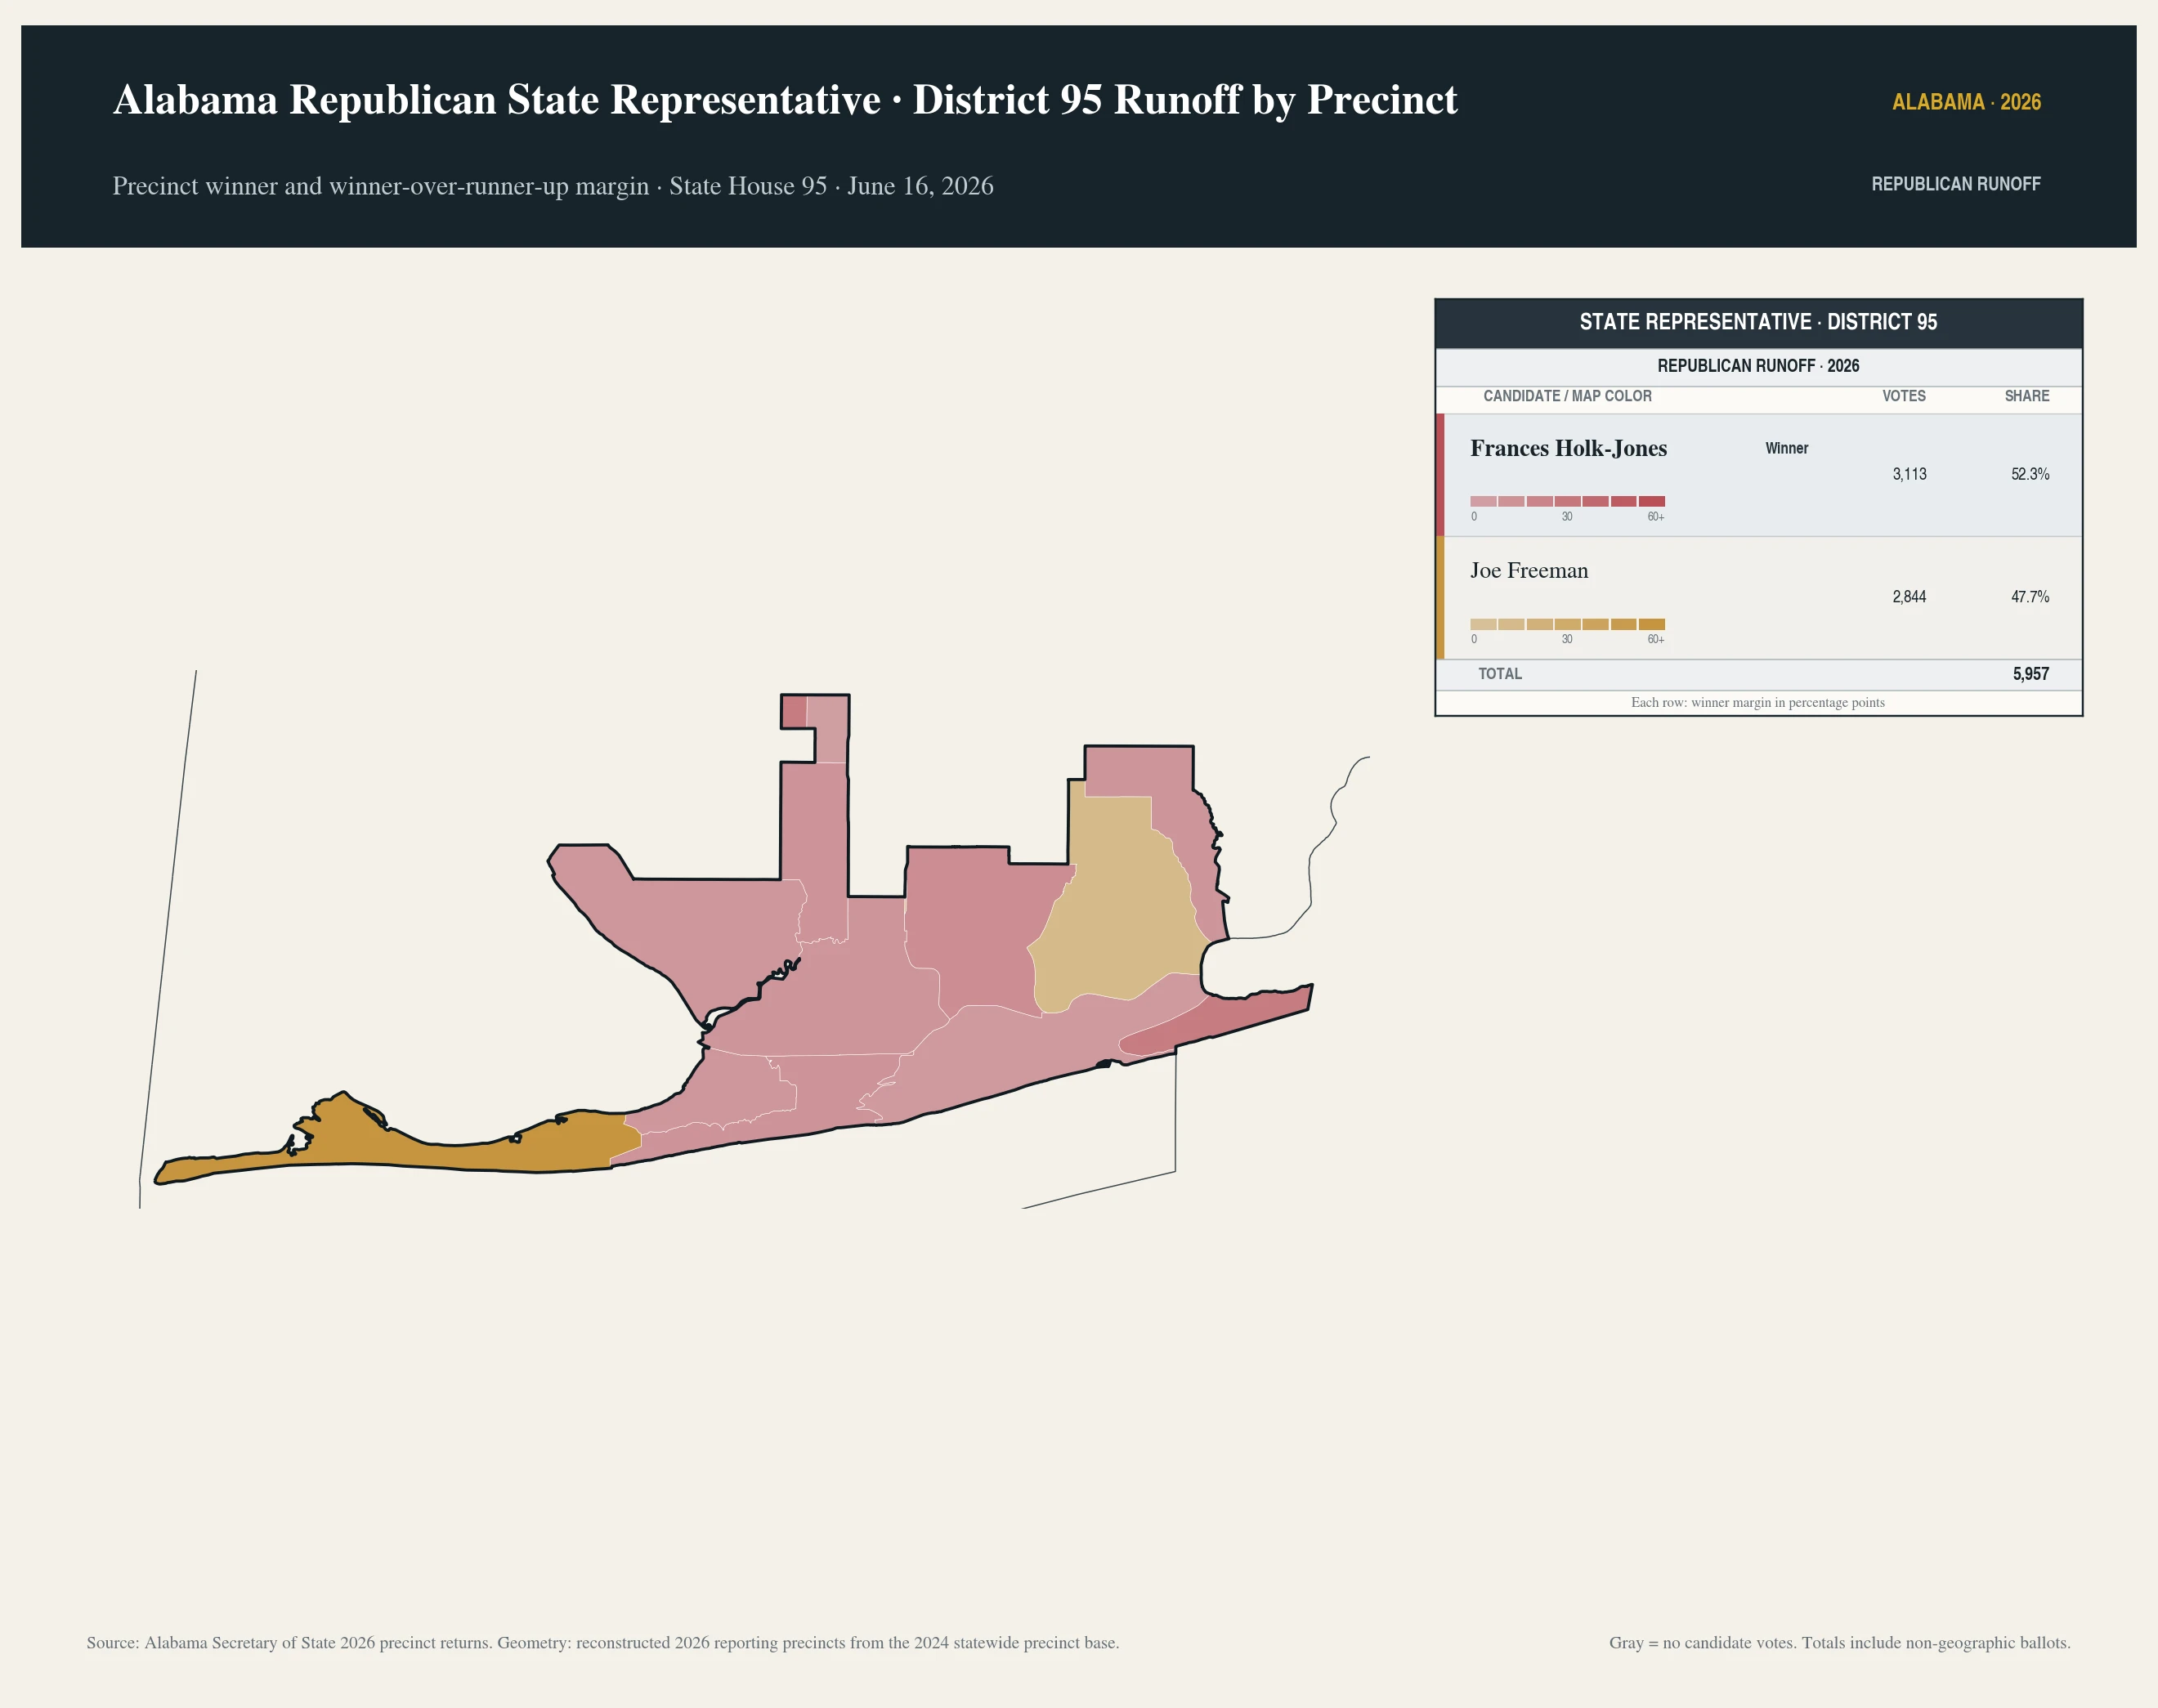 Alabama Republican State Representative · District 95 Runoff by Precinct
ALABAMA · 2026
Precinct winner and winner-over-runner-up margin · State House 95 · June 16, 2026
REPUBLICAN RUNOFF
STATE REPRESENTATIVE · DISTRICT 95
REPUBLICAN RUNOFF · 2026
CANDIDATE / MAP COLOR VOTES SHARE
Frances Holk-Jones Winner
3,113 52.3%
0 30 60+
Joe Freeman
2,844 47.7%
0 30 60+
TOTAL 5,957
Each row: winner margin in percentage points
Source: Alabama Secretary of State 2026 precinct returns. Geometry: reconstructed 2026 reporting precincts from the 2024 statewide precinct base.
Gray = no candidate votes. Totals include non-geographic ballots.